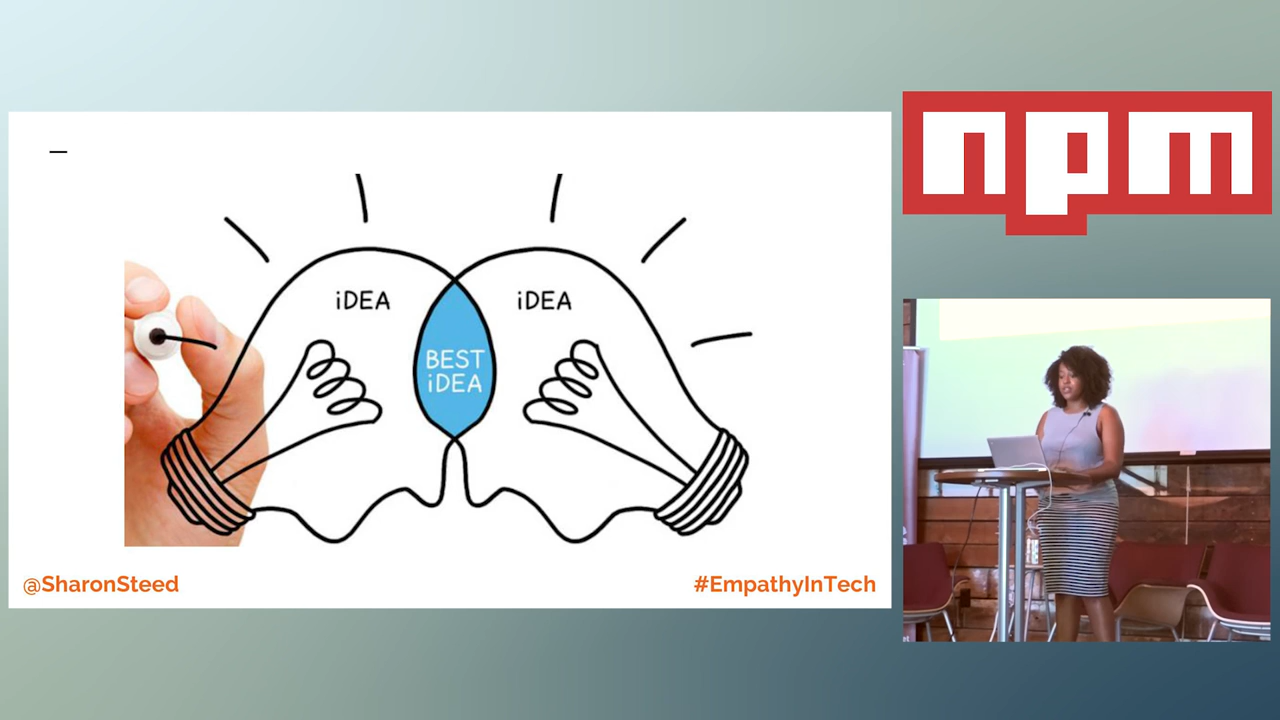 iDEA
iDEA
BEST
iDEA
@SharonSteed
#EmpathyInTech
npm